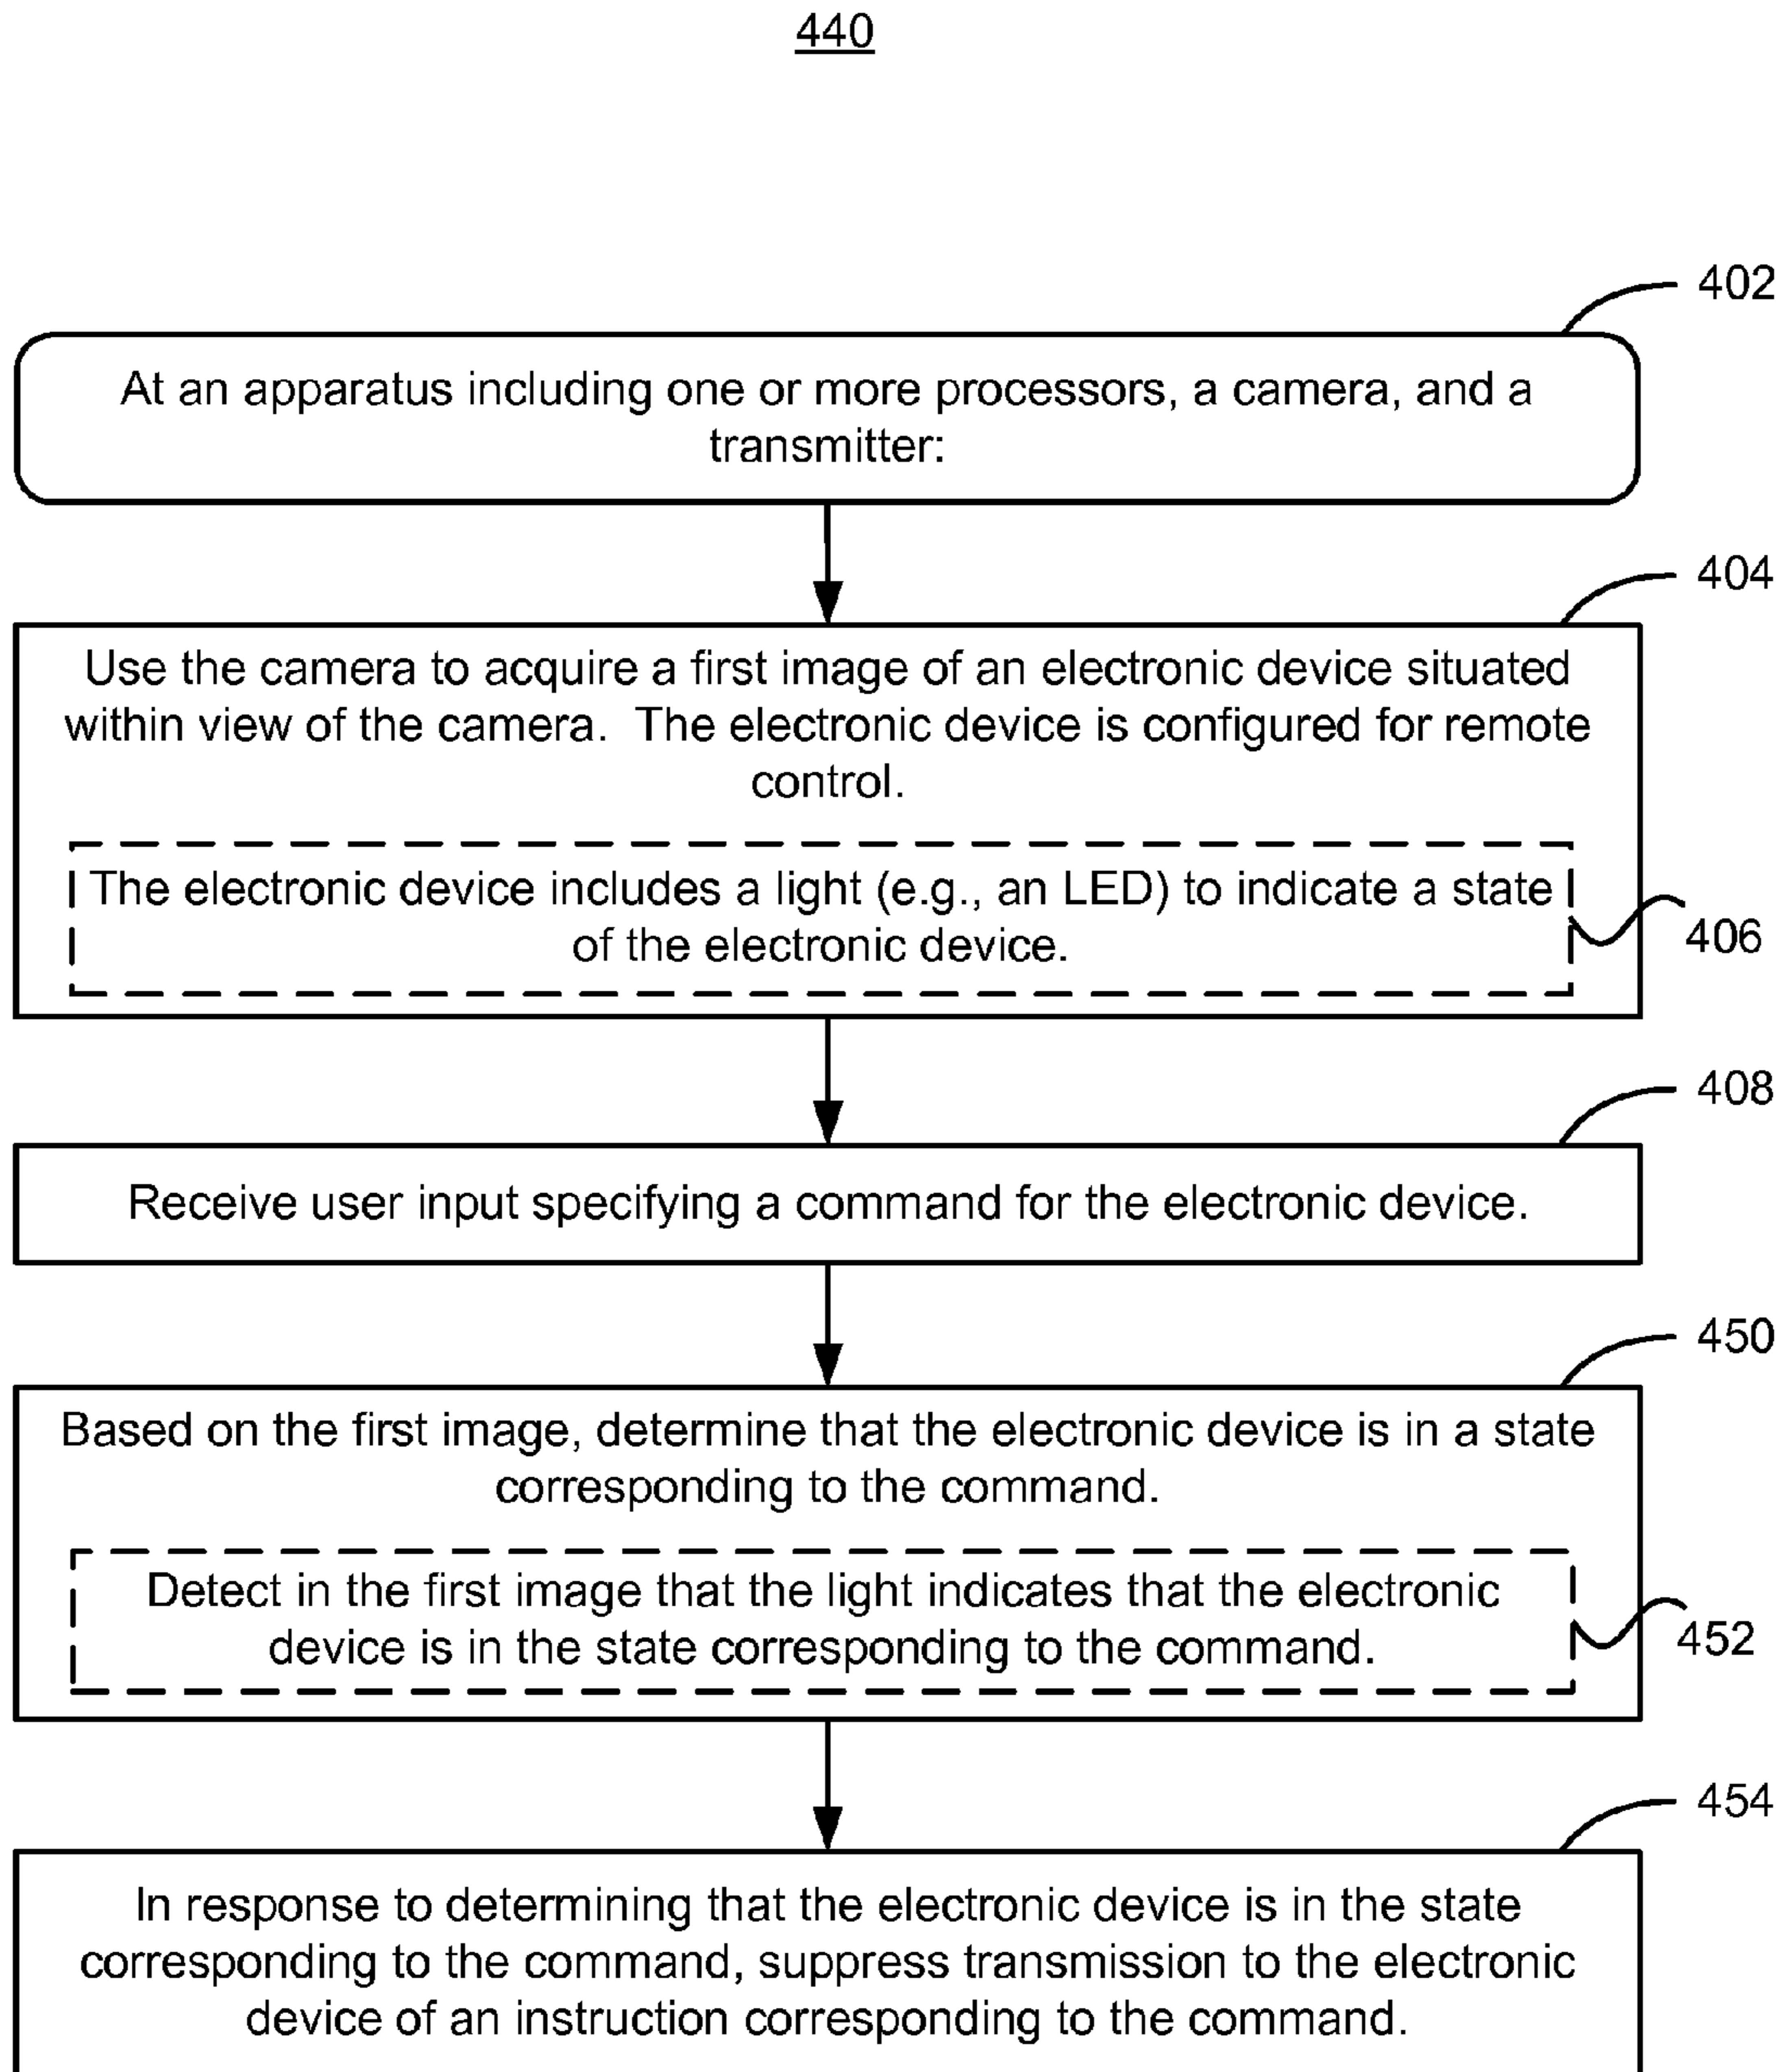 440
402
At an apparatus including one or more processors, a camera, and a
transmitter:
404
Use the camera to acquire a first image of an electronic device situated
within view of the camera.  The electronic device is configured for remote
control.
The electronic device includes a light (e.g., an LED) to indicate a state
of the electronic device.
406
408
Receive user input specifying a command for the electronic device.
450
Based on the first image, determine that the electronic device is in a state
corresponding to the command.
Detect in the first image that the light indicates that the electronic
device is in the state corresponding to the command.
452
454
In response to determining that the electronic device is in the state
corresponding to the command, suppress transmission to the electronic
device of an instruction corresponding to the command.